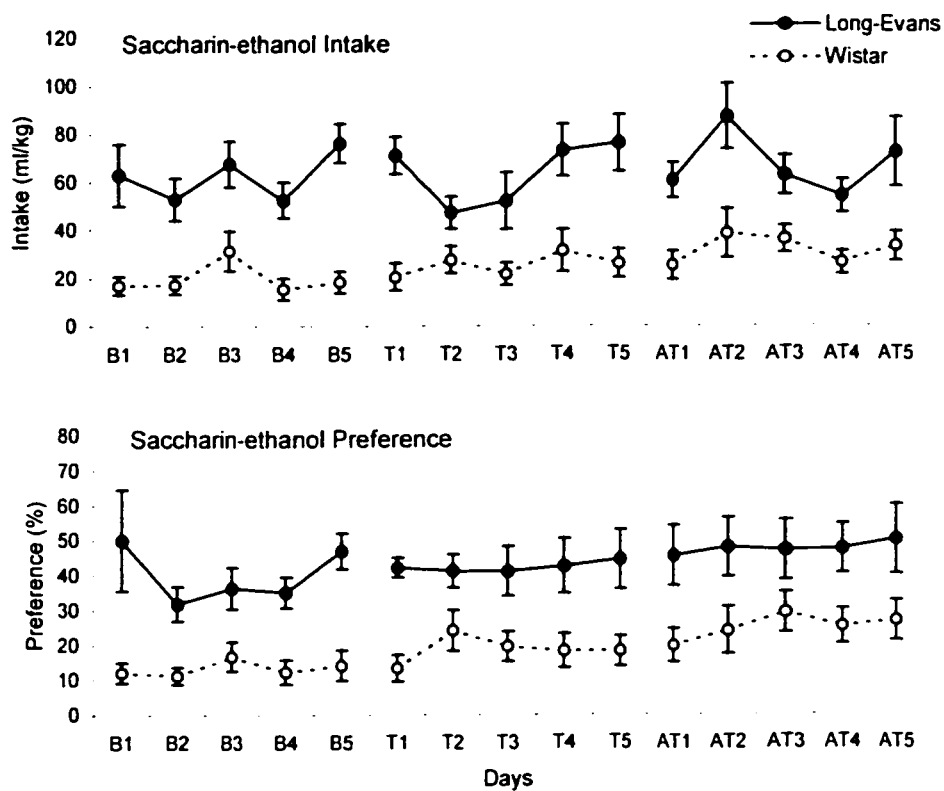 Long-Evans
Wistar
Saccharin-ethanol Intake
120
100
80
60
40
20
0
Intake (ml/kg)
B1 B2 B3 B4 B5 T1 T2 T3 T4 T5 AT1 AT2 AT3 AT4 AT5
Saccharin-ethanol Preference
80
70
60
50
40
30
20
10
0
Preference (%)
B1 B2 B3 B4 B5 T1 T2 T3 T4 T5 AT1 AT2 AT3 AT4 AT5
Days